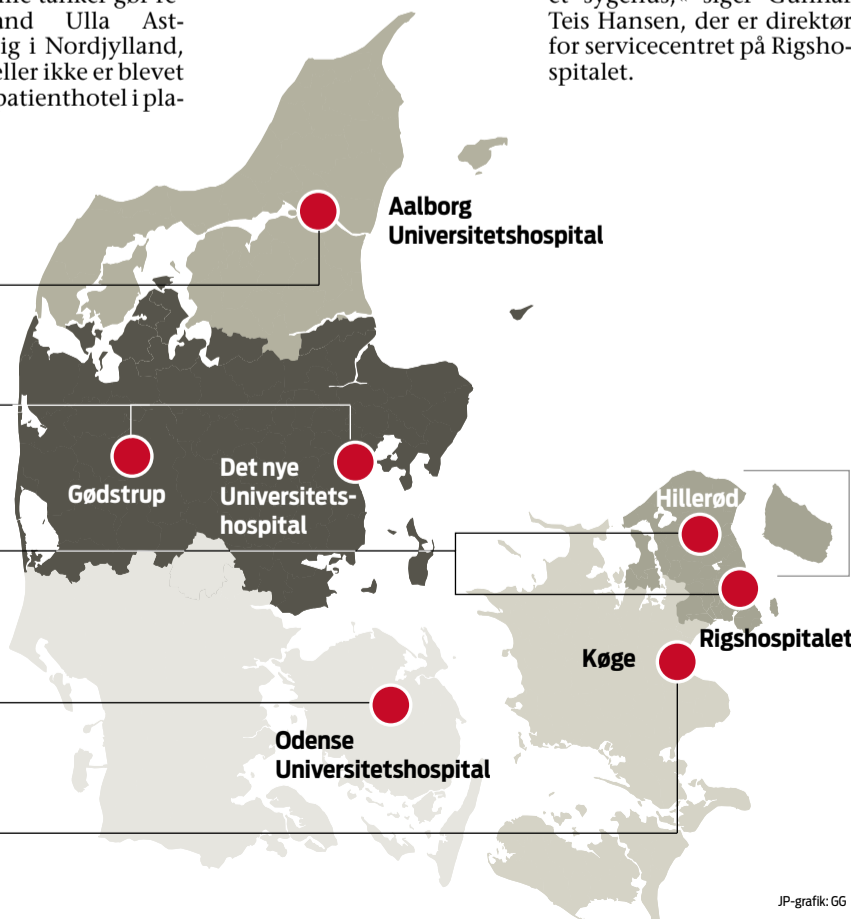 and Ulla Ast-
ig i Nordjylland,
eller ikke er blevet
patienthotel i pla-
Teis Hansen, der er direktør
for servicecentret på Rigsho-
spitalet.
Aalborg
Universitetshospital
Gødstrup
Det nye
Universitets-
hospital
Hillerød
Rigshospitalet
Køge
Odense
Universitetshospital
JP-grafik: GG